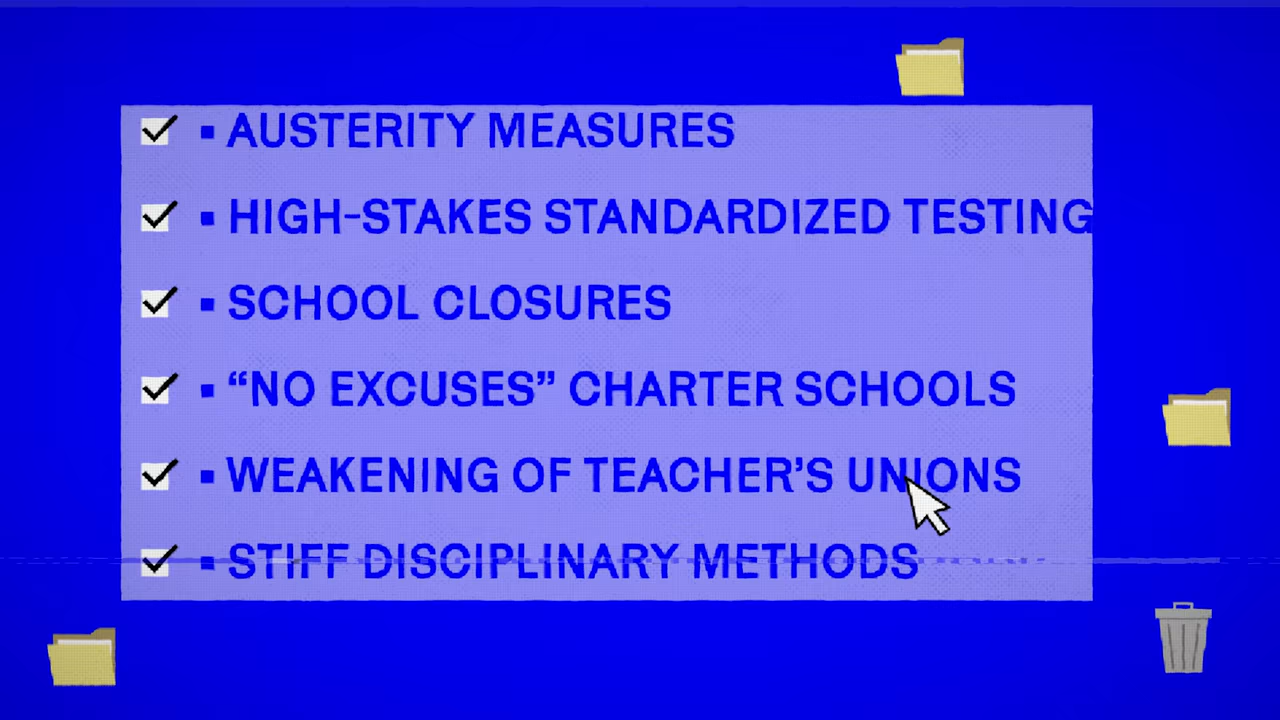 ▪ AUSTERITY MEASURES
▪ HIGH-STAKES STANDARDIZED TESTING
▪ SCHOOL CLOSURES
▪ “NO EXCUSES” CHARTER SCHOOLS
▪ WEAKENING OF TEACHER’S UNIONS
▪ STIFF DISCIPLINARY METHODS